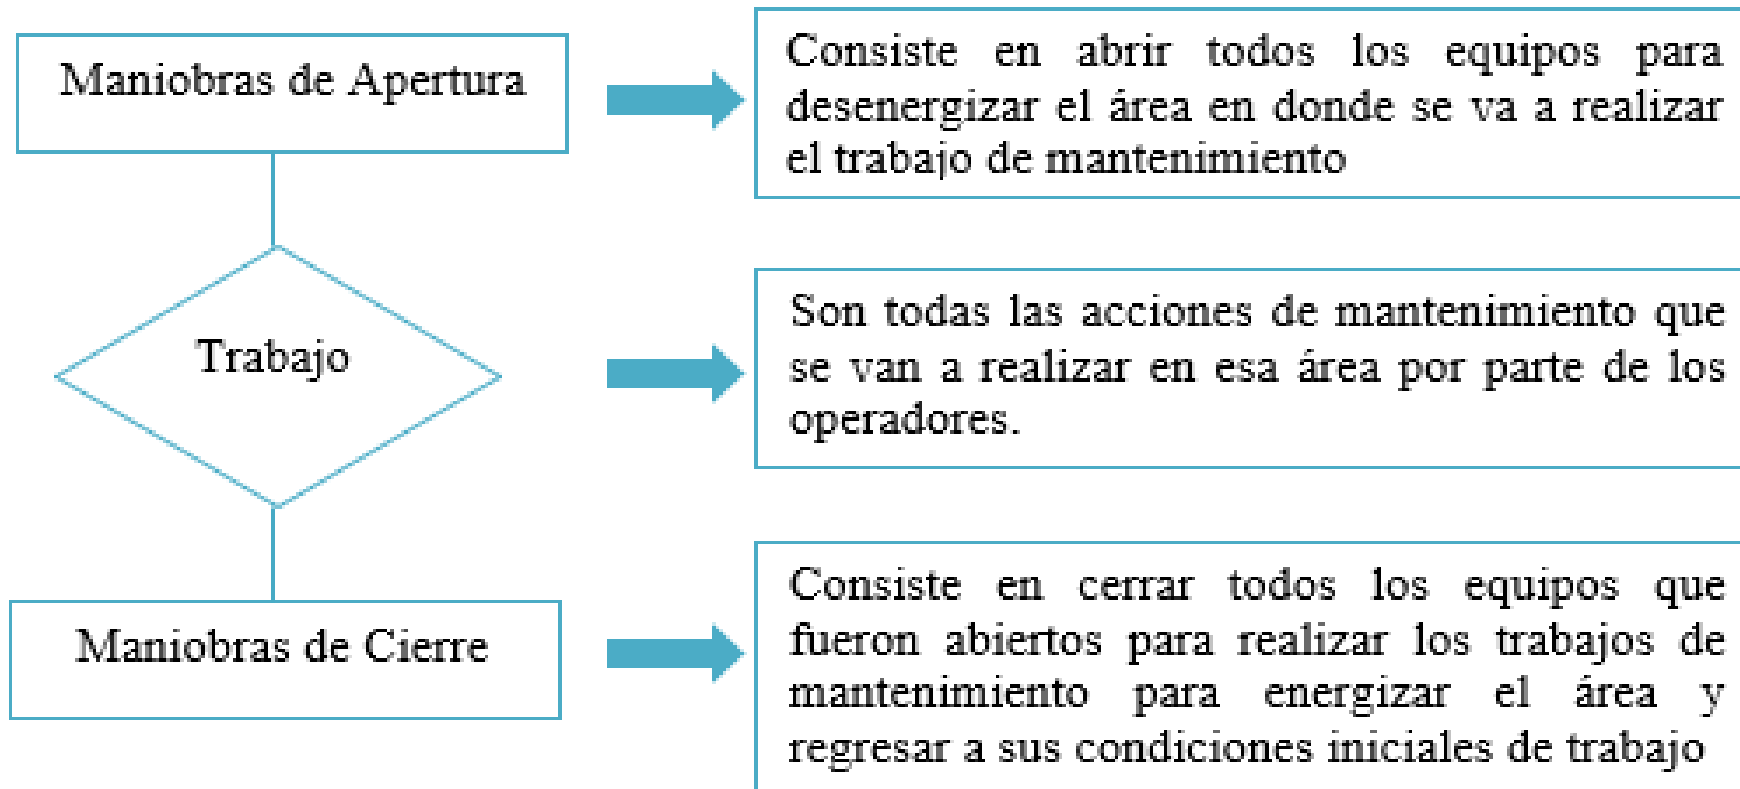 Maniobras de Apertura
Consiste en abrir todos los equipos para
desenergizar el área en donde se va a realizar
el trabajo de mantenimiento
Trabajo
Son todas las acciones de mantenimiento que
se van a realizar en esa área por parte de los
operadores.
Maniobras de Cierre
Consiste en cerrar todos los equipos que
fueron abiertos para realizar los trabajos de
mantenimiento para energizar el área y
regresar a sus condiciones iniciales de trabajo